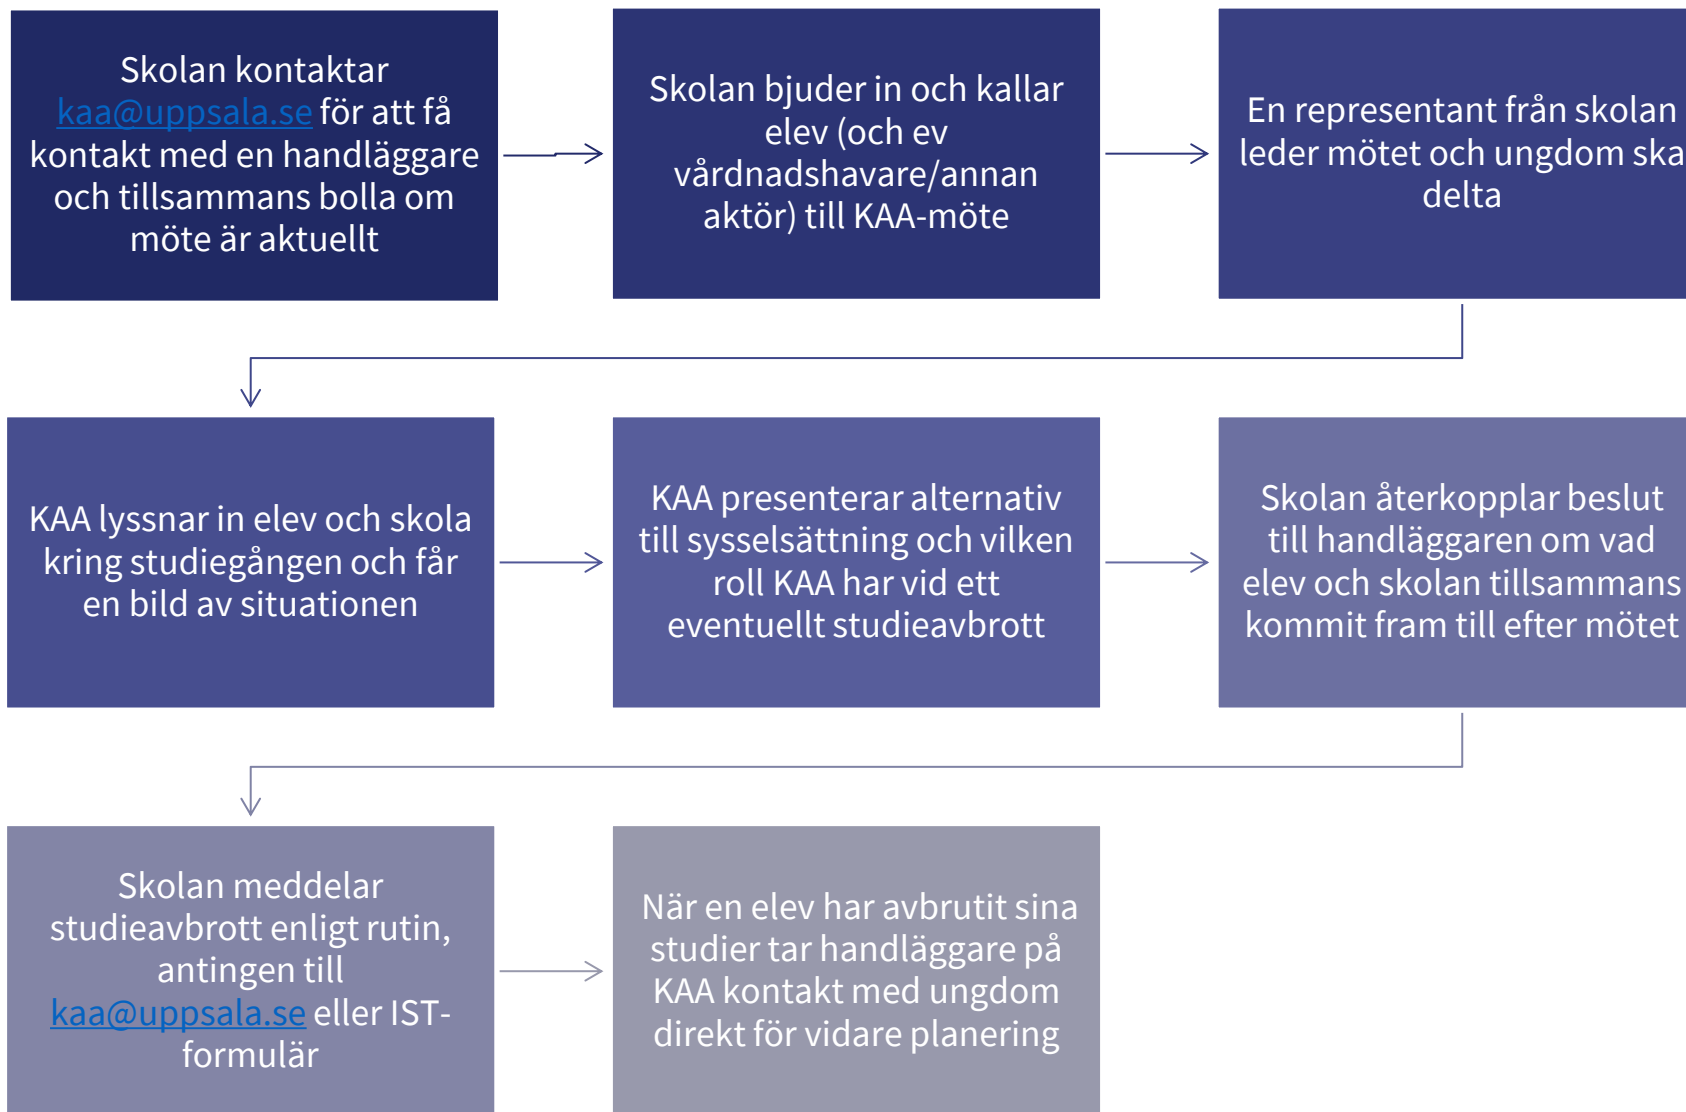 Skolan kontaktar
kaa@uppsala.se för att få
kontakt med en handläggare
och tillsammans bolla om
möte är aktuellt
Skolan bjuder in och kallar
elev (och ev
vårdnadshavare/annan
aktör) till KAA-möte
En representant från skolan
leder mötet och ungdom ska
delta
KAA lyssnar in elev och skola
kring studiegången och får
en bild av situationen
KAA presenterar alternativ
till sysselsättning och vilken
roll KAA har vid ett
eventuellt studieavbrott
Skolan återkopplar beslut
till handläggaren om vad
elev och skolan tillsammans
kommit fram till efter mötet
Skolan meddelar
studieavbrott enligt rutin,
antingen till
kaa@uppsala.se eller IST-
formulär
När en elev har avbrutit sina
studier tar handläggare på
KAA kontakt med ungdom
direkt för vidare planering